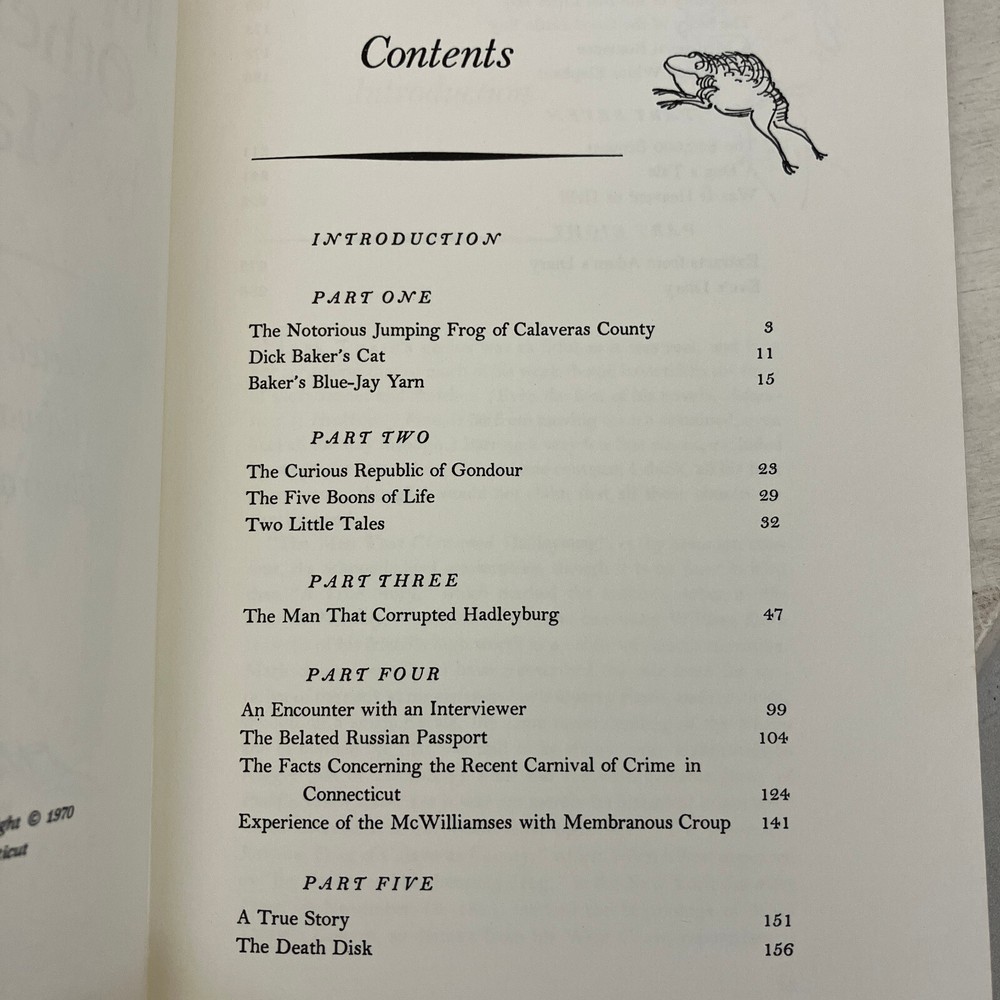 Contents
INTRODUCTION
PART ONE
The Notorious Jumping Frog of Calaveras County 3
Dick Baker's Cat 11
Baker's Blue-Jay Yarn 15
PART TWO
The Curious Republic of Gondour 23
The Five Boons of Life 29
Two Little Tales 32
PART THREE
The Man That Corrupted Hadleyburg 47
PART FOUR
An Encounter with an Interviewer 99
The Belated Russian Passport 104
The Facts Concerning the Recent Carnival of Crime in
Connecticut 124
Experience of the McWilliamses with Membranous Croup 141
PART FIVE
A True Story 151
The Death Disk 156
ght © 1970
ticut